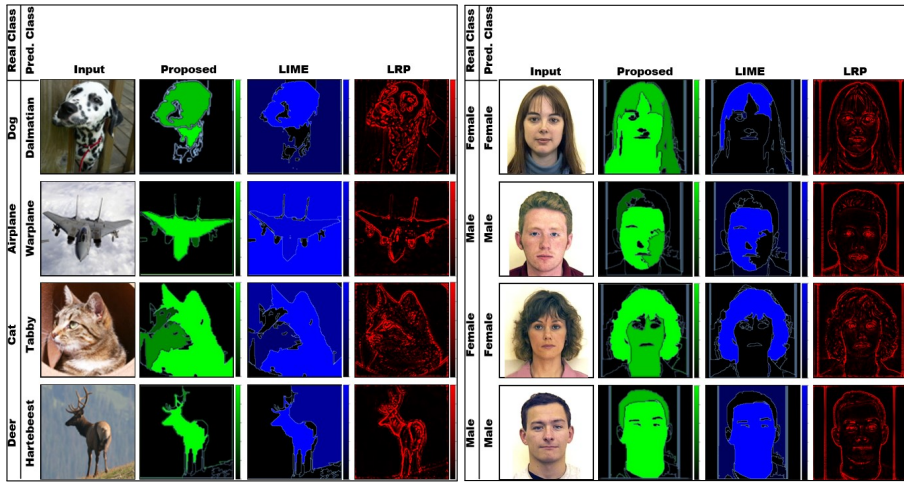 Real Class
Pred. Class
Input Proposed LIME LRP
Dog
Dalmatian
Airplane
Warplane
Cat
Tabby
Deer
Hartebeest
Real Class
Pred. Class
Input Proposed LIME LRP
Female
Female
Male
Male
Female
Female
Male
Male